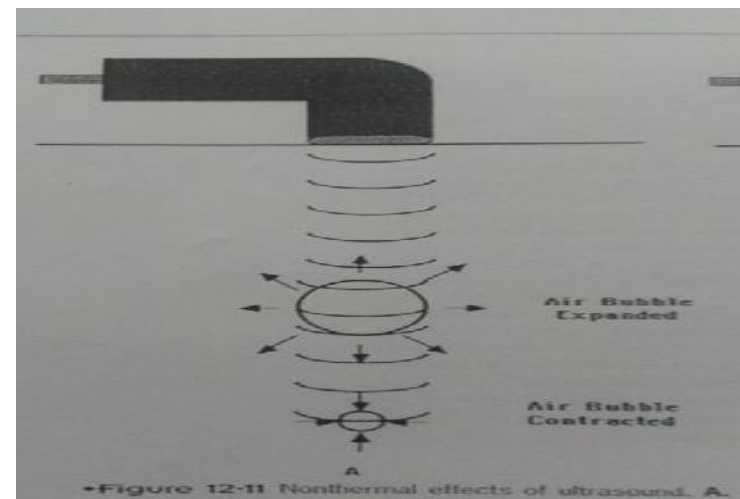 Air Bubble
Expanded
Air Bubble
Contracted
A
•Figure 12-11 Nonthermal effects of ultrasound. A.